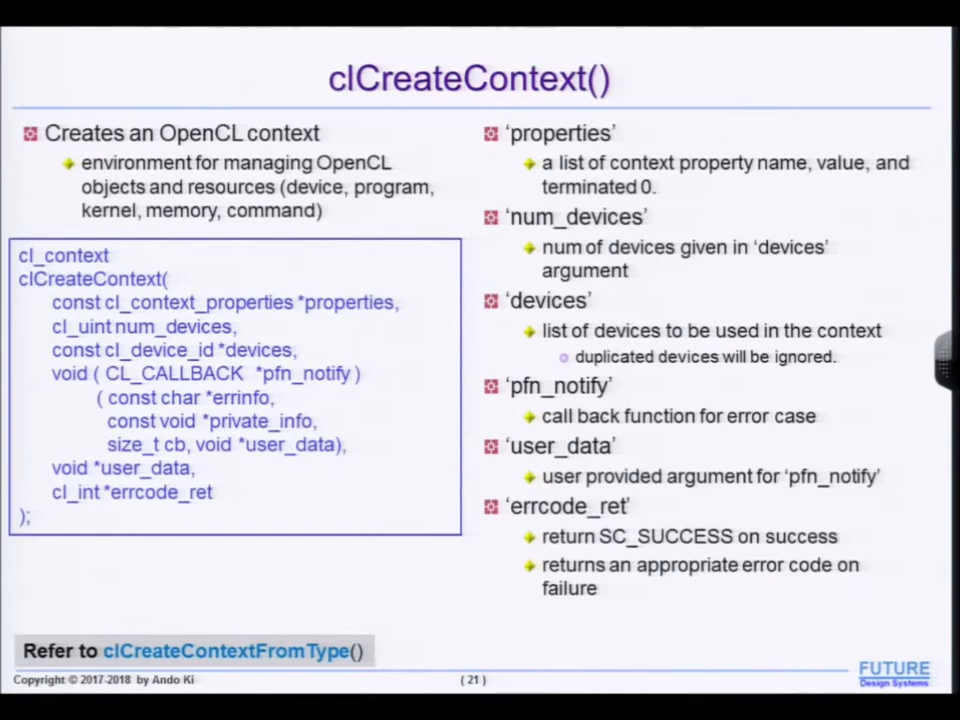 clCreateContext()
Creates an OpenCL context
environment for managing OpenCL
objects and resources (device, program,
kernel, memory, command)
cl_context
clCreateContext(
const cl_context_properties *properties,
cl_uint num_devices,
const cl_device_id *devices,
void ( CL_CALLBACK *pfn_notify )
( const char *errinfo,
const void *private_info,
size_t cb, void *user_data),
void *user_data,
cl_int *errcode_ret
);
‘properties’
a list of context property name, value, and
terminated 0.
‘num_devices’
num of devices given in ‘devices’
argument
‘devices’
list of devices to be used in the context
duplicated devices will be ignored.
‘pfn_notify’
call back function for error case
‘user_data’
user provided argument for ‘pfn_notify’
‘errcode_ret’
return SC_SUCCESS on success
returns an appropriate error code on
failure
Refer to clCreateContextFromType()
Copyright © 2017-2018 by Ando Ki
( 21 )
FUTURE
Design Systems